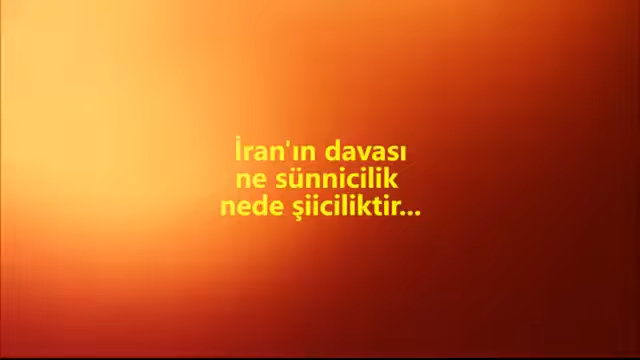 İran'ın davası
ne sünnicilik
nede şiiciliktir...